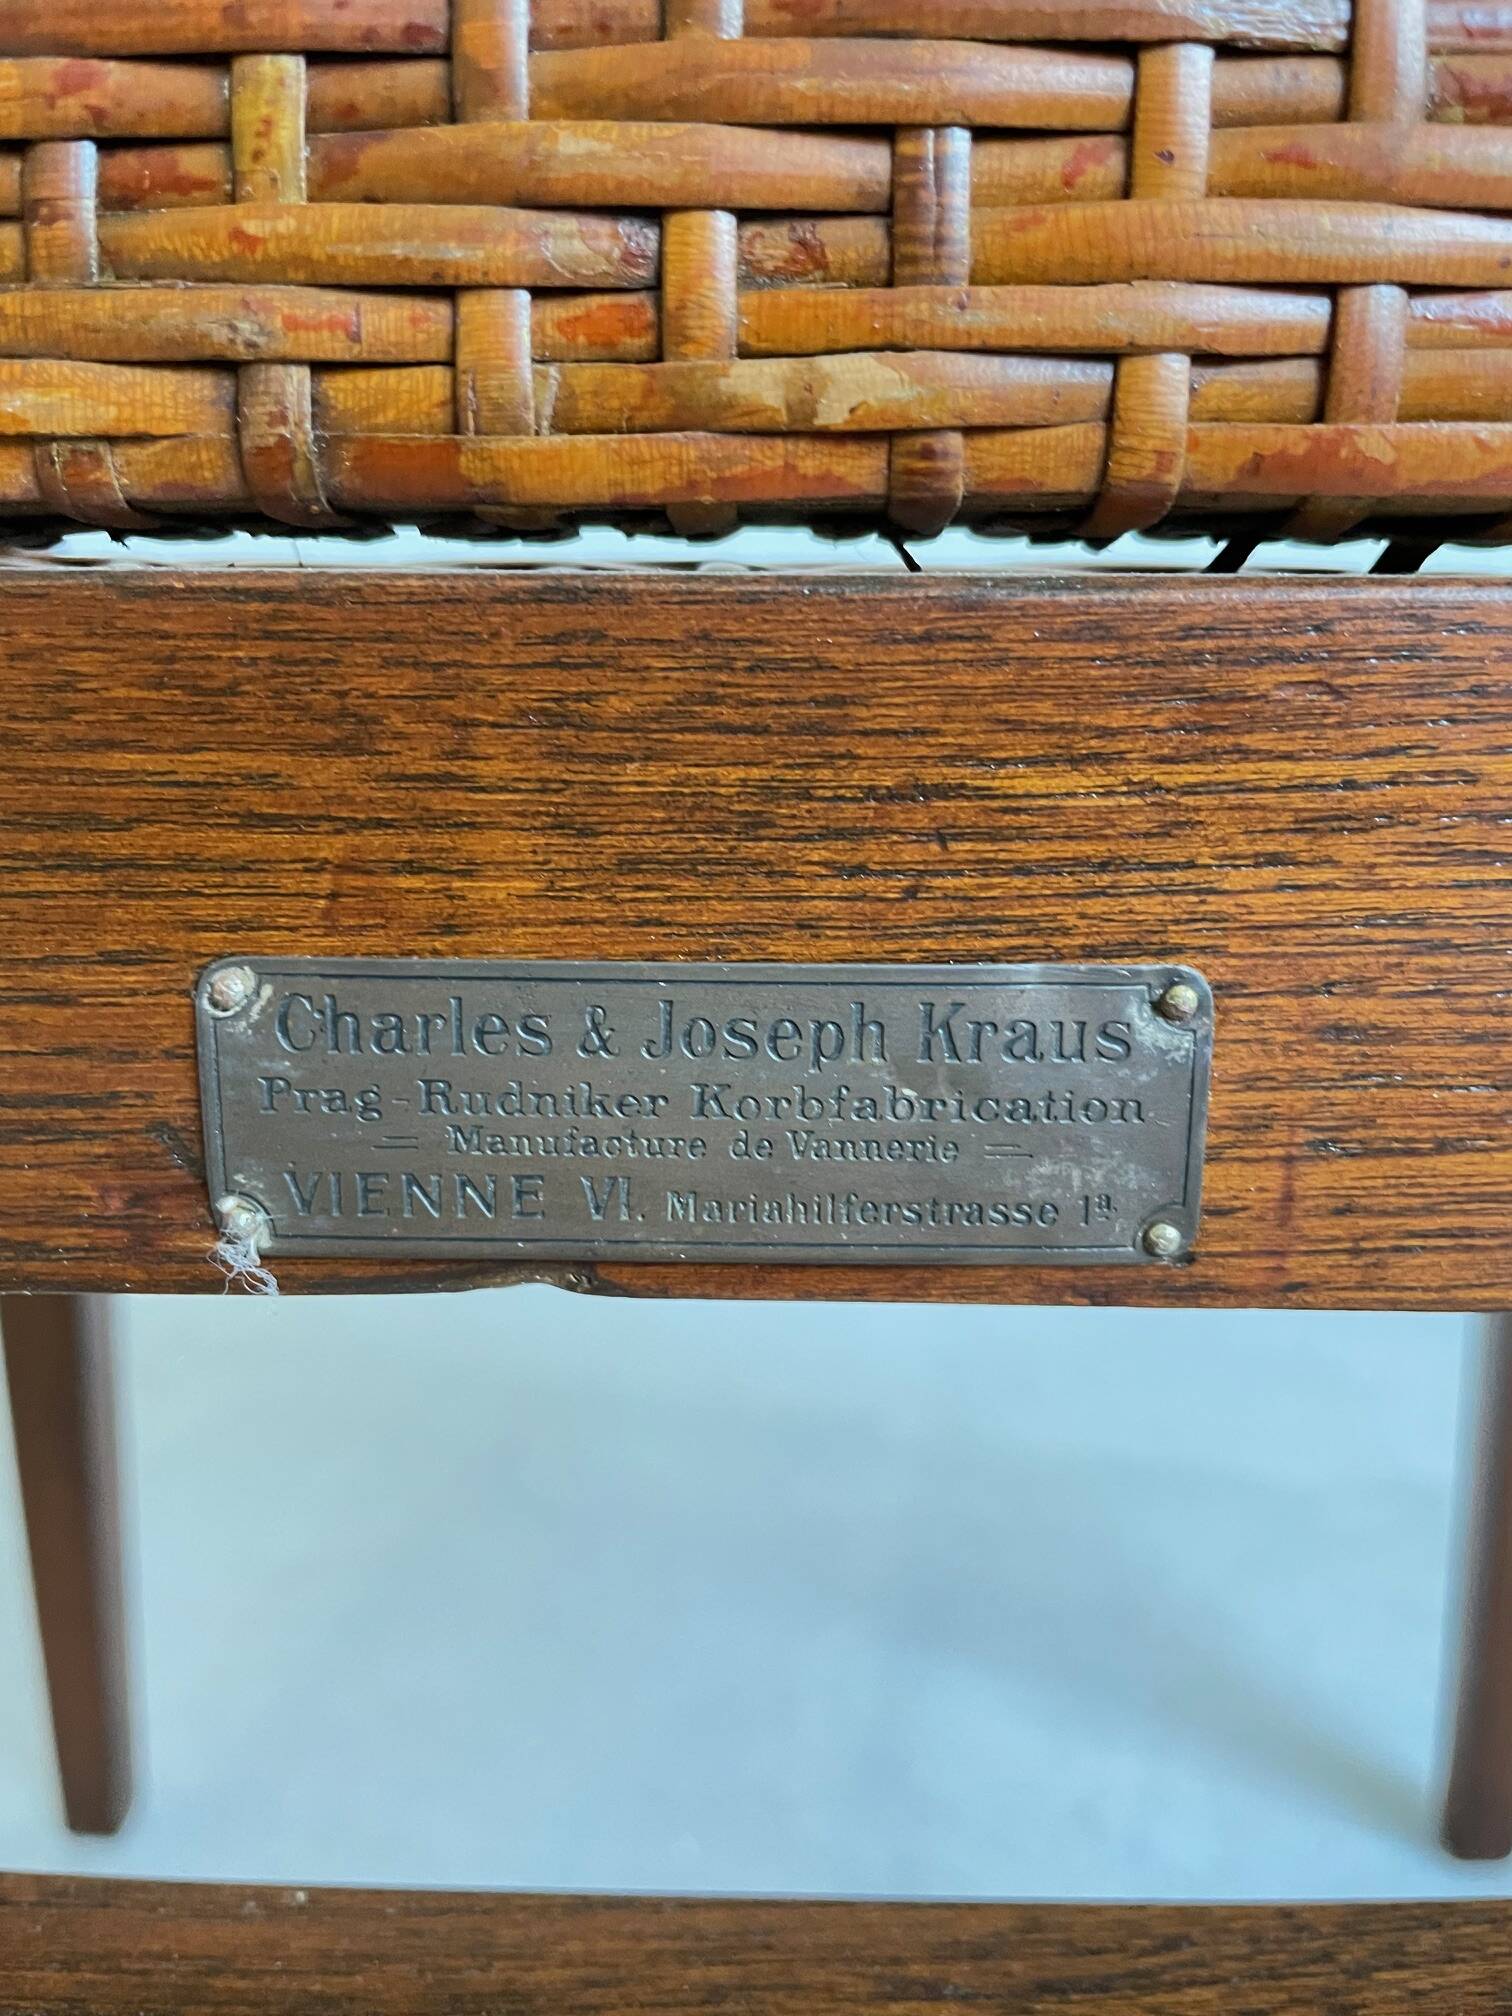 Charles & Joseph Kraus
Prag-Rudniker Korbfabrication
= Manufacture de Vannerie =
VIENNE VI. Mariahilferstrasse 1ª.